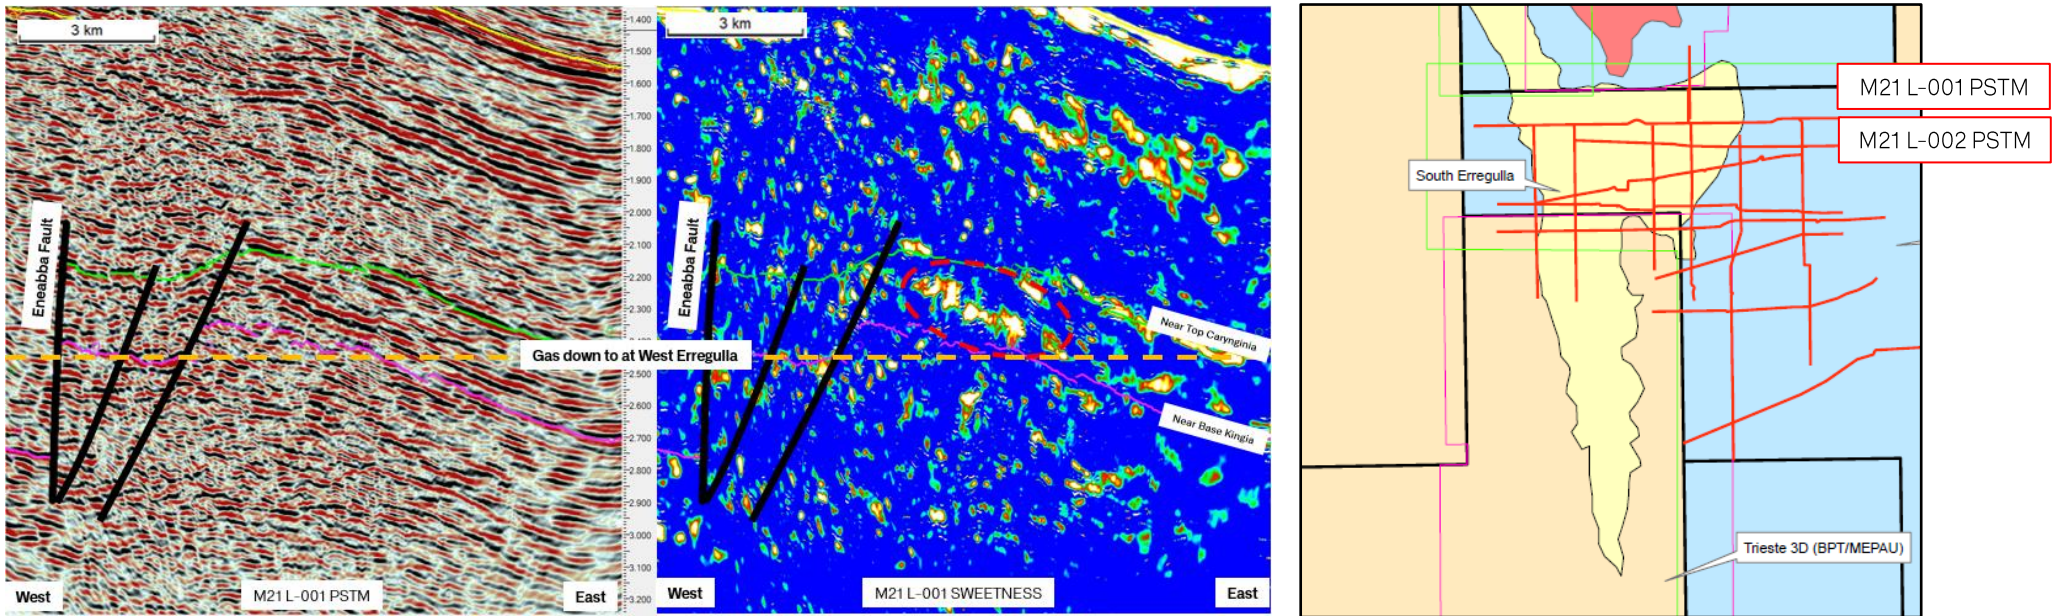 3 km
1.400
1.500
1.600
1.700
1.800
1.900
2.000
2.100
2.200
2.300
2.500
2.600
2.700
2.800
2.900
3.000
3.100
3.200
Eneabba Fault
Gas down to at West Erregulla
West
M21 L-001 PSTM
East
3 km
Eneabba Fault
Near Top Carynginia
Near Base Kingia
West
M21 L-001 SWEETNESS
East
M21 L-001 PSTM
M21 L-002 PSTM
South Erregulla
Trieste 3D (BPT/MEPAU)